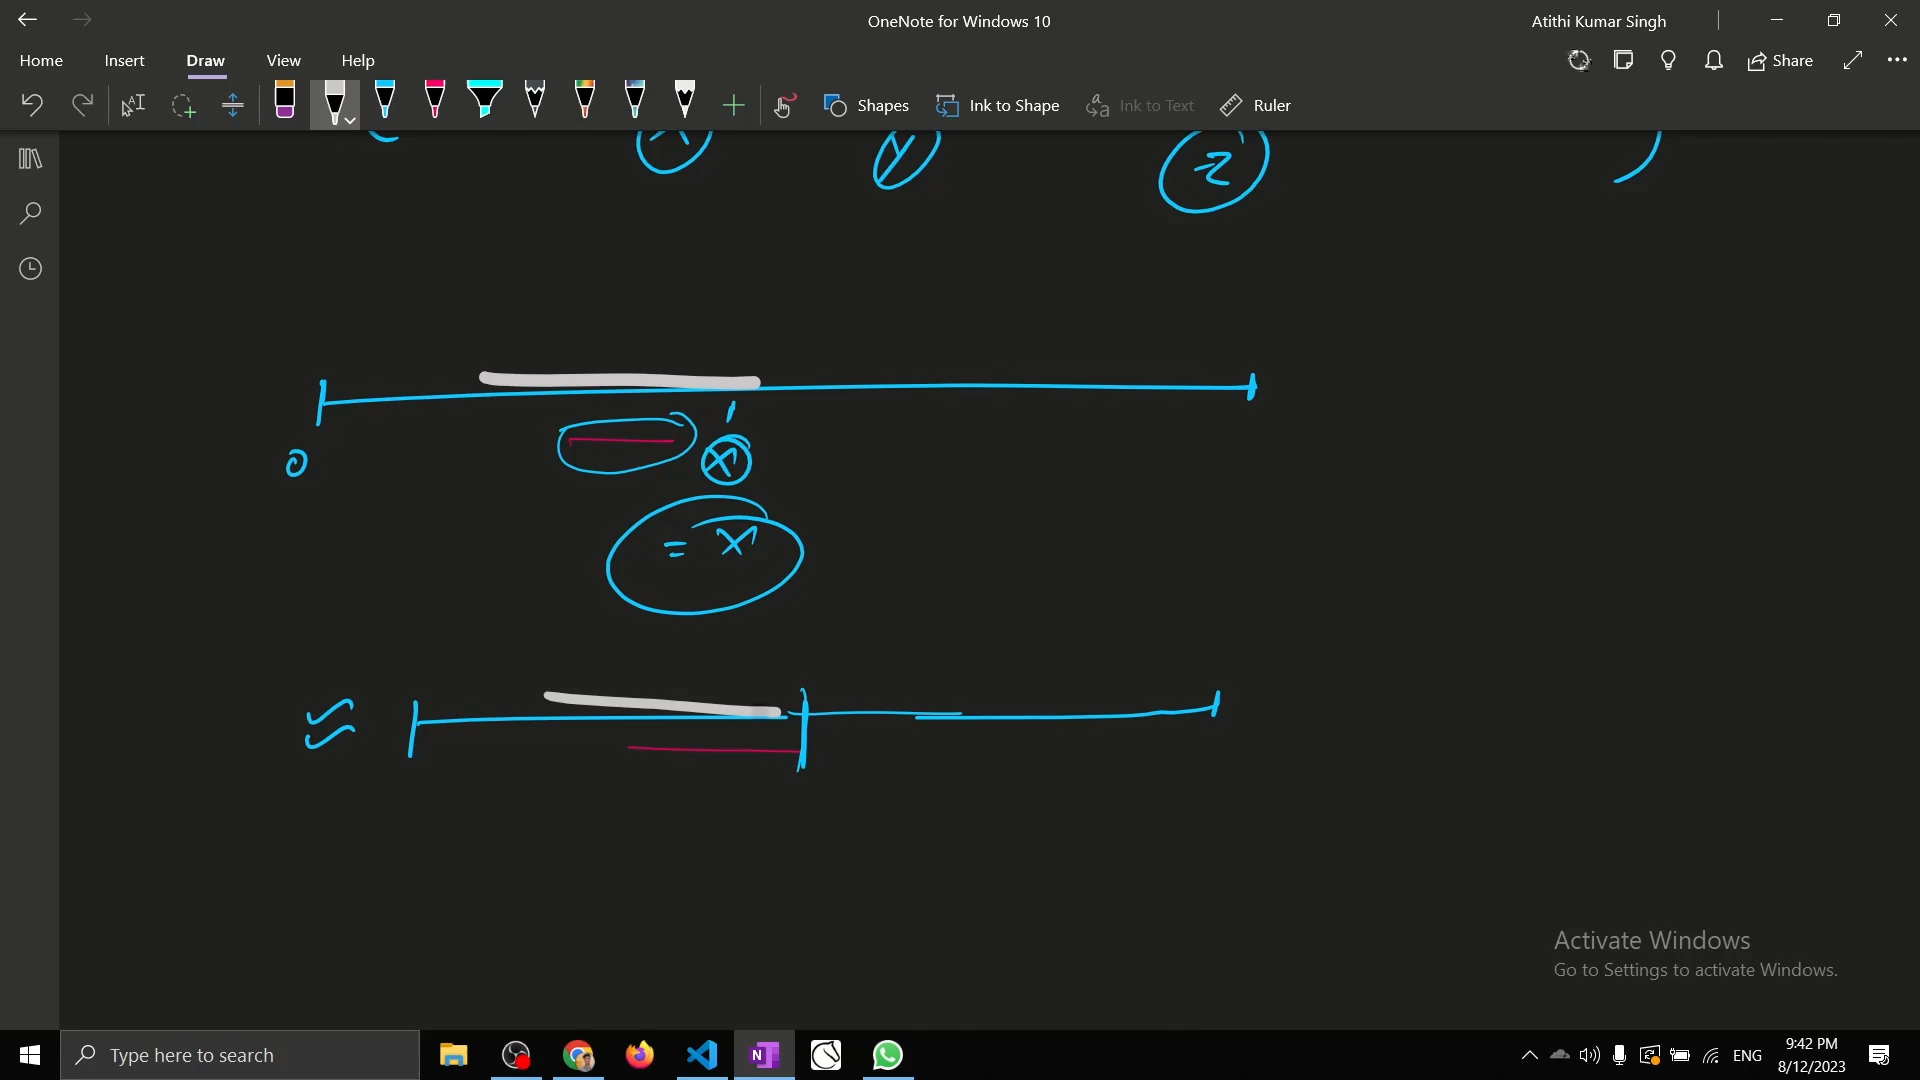 OneNote for Windows 10
Atithi Kumar Singh
Home Insert Draw View Help
Share
Shapes
Ink to Shape
Ink to Text
Ruler
y
z
0
x
= x
Activate Windows
Go to Settings to activate Windows.
Type here to search
N
ENG
9:42 PM
8/12/2023